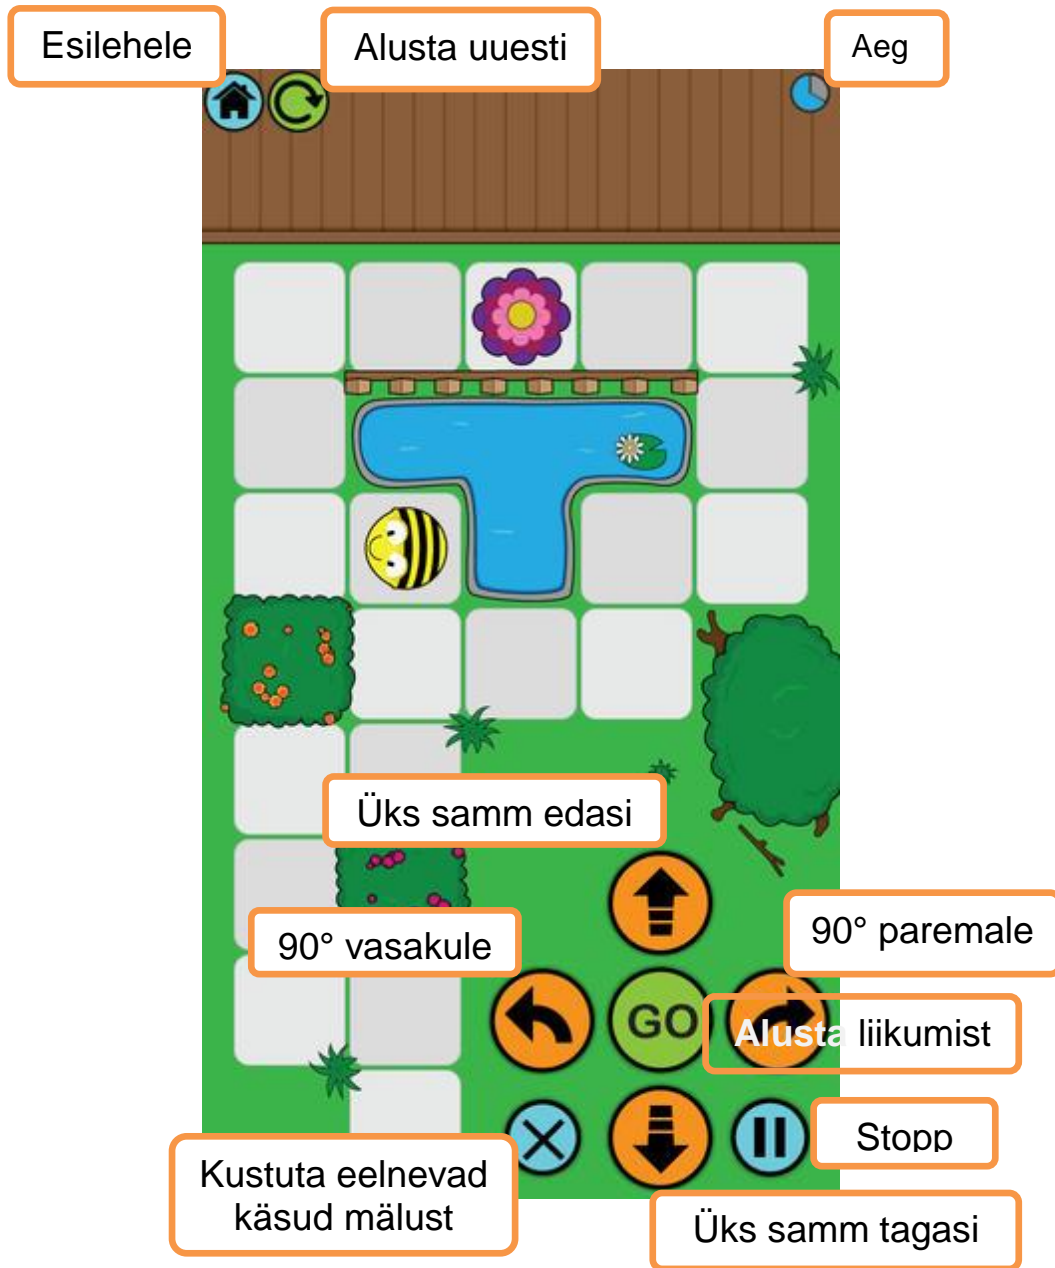 Esilehele
Alusta uuesti
Aeg
Üks samm edasi
90° vasakule
90° paremale
GO
Alusta liikumist
Stopp
Kustuta eelnevad
käsud mälust
Üks samm tagasi